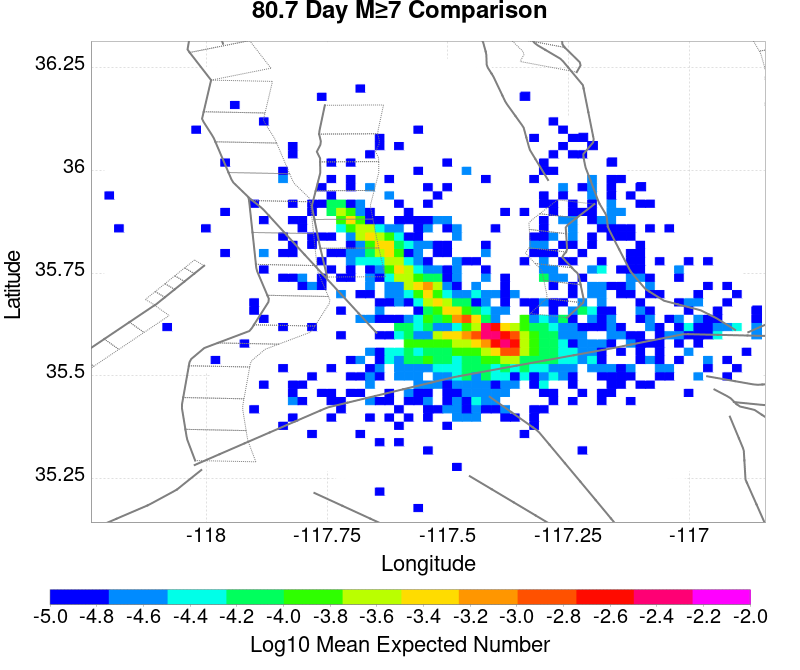 80.7 Day M≥7 Comparison
36.25
36
35.75
35.5
35.25
Latitude
-118 -117.75 -117.5 -117.25 -117
Longitude
-5.0 -4.8 -4.6 -4.4 -4.2 -4.0 -3.8 -3.6 -3.4 -3.2 -3.0 -2.8 -2.6 -2.4 -2.2 -2.0
Log10 Mean Expected Number